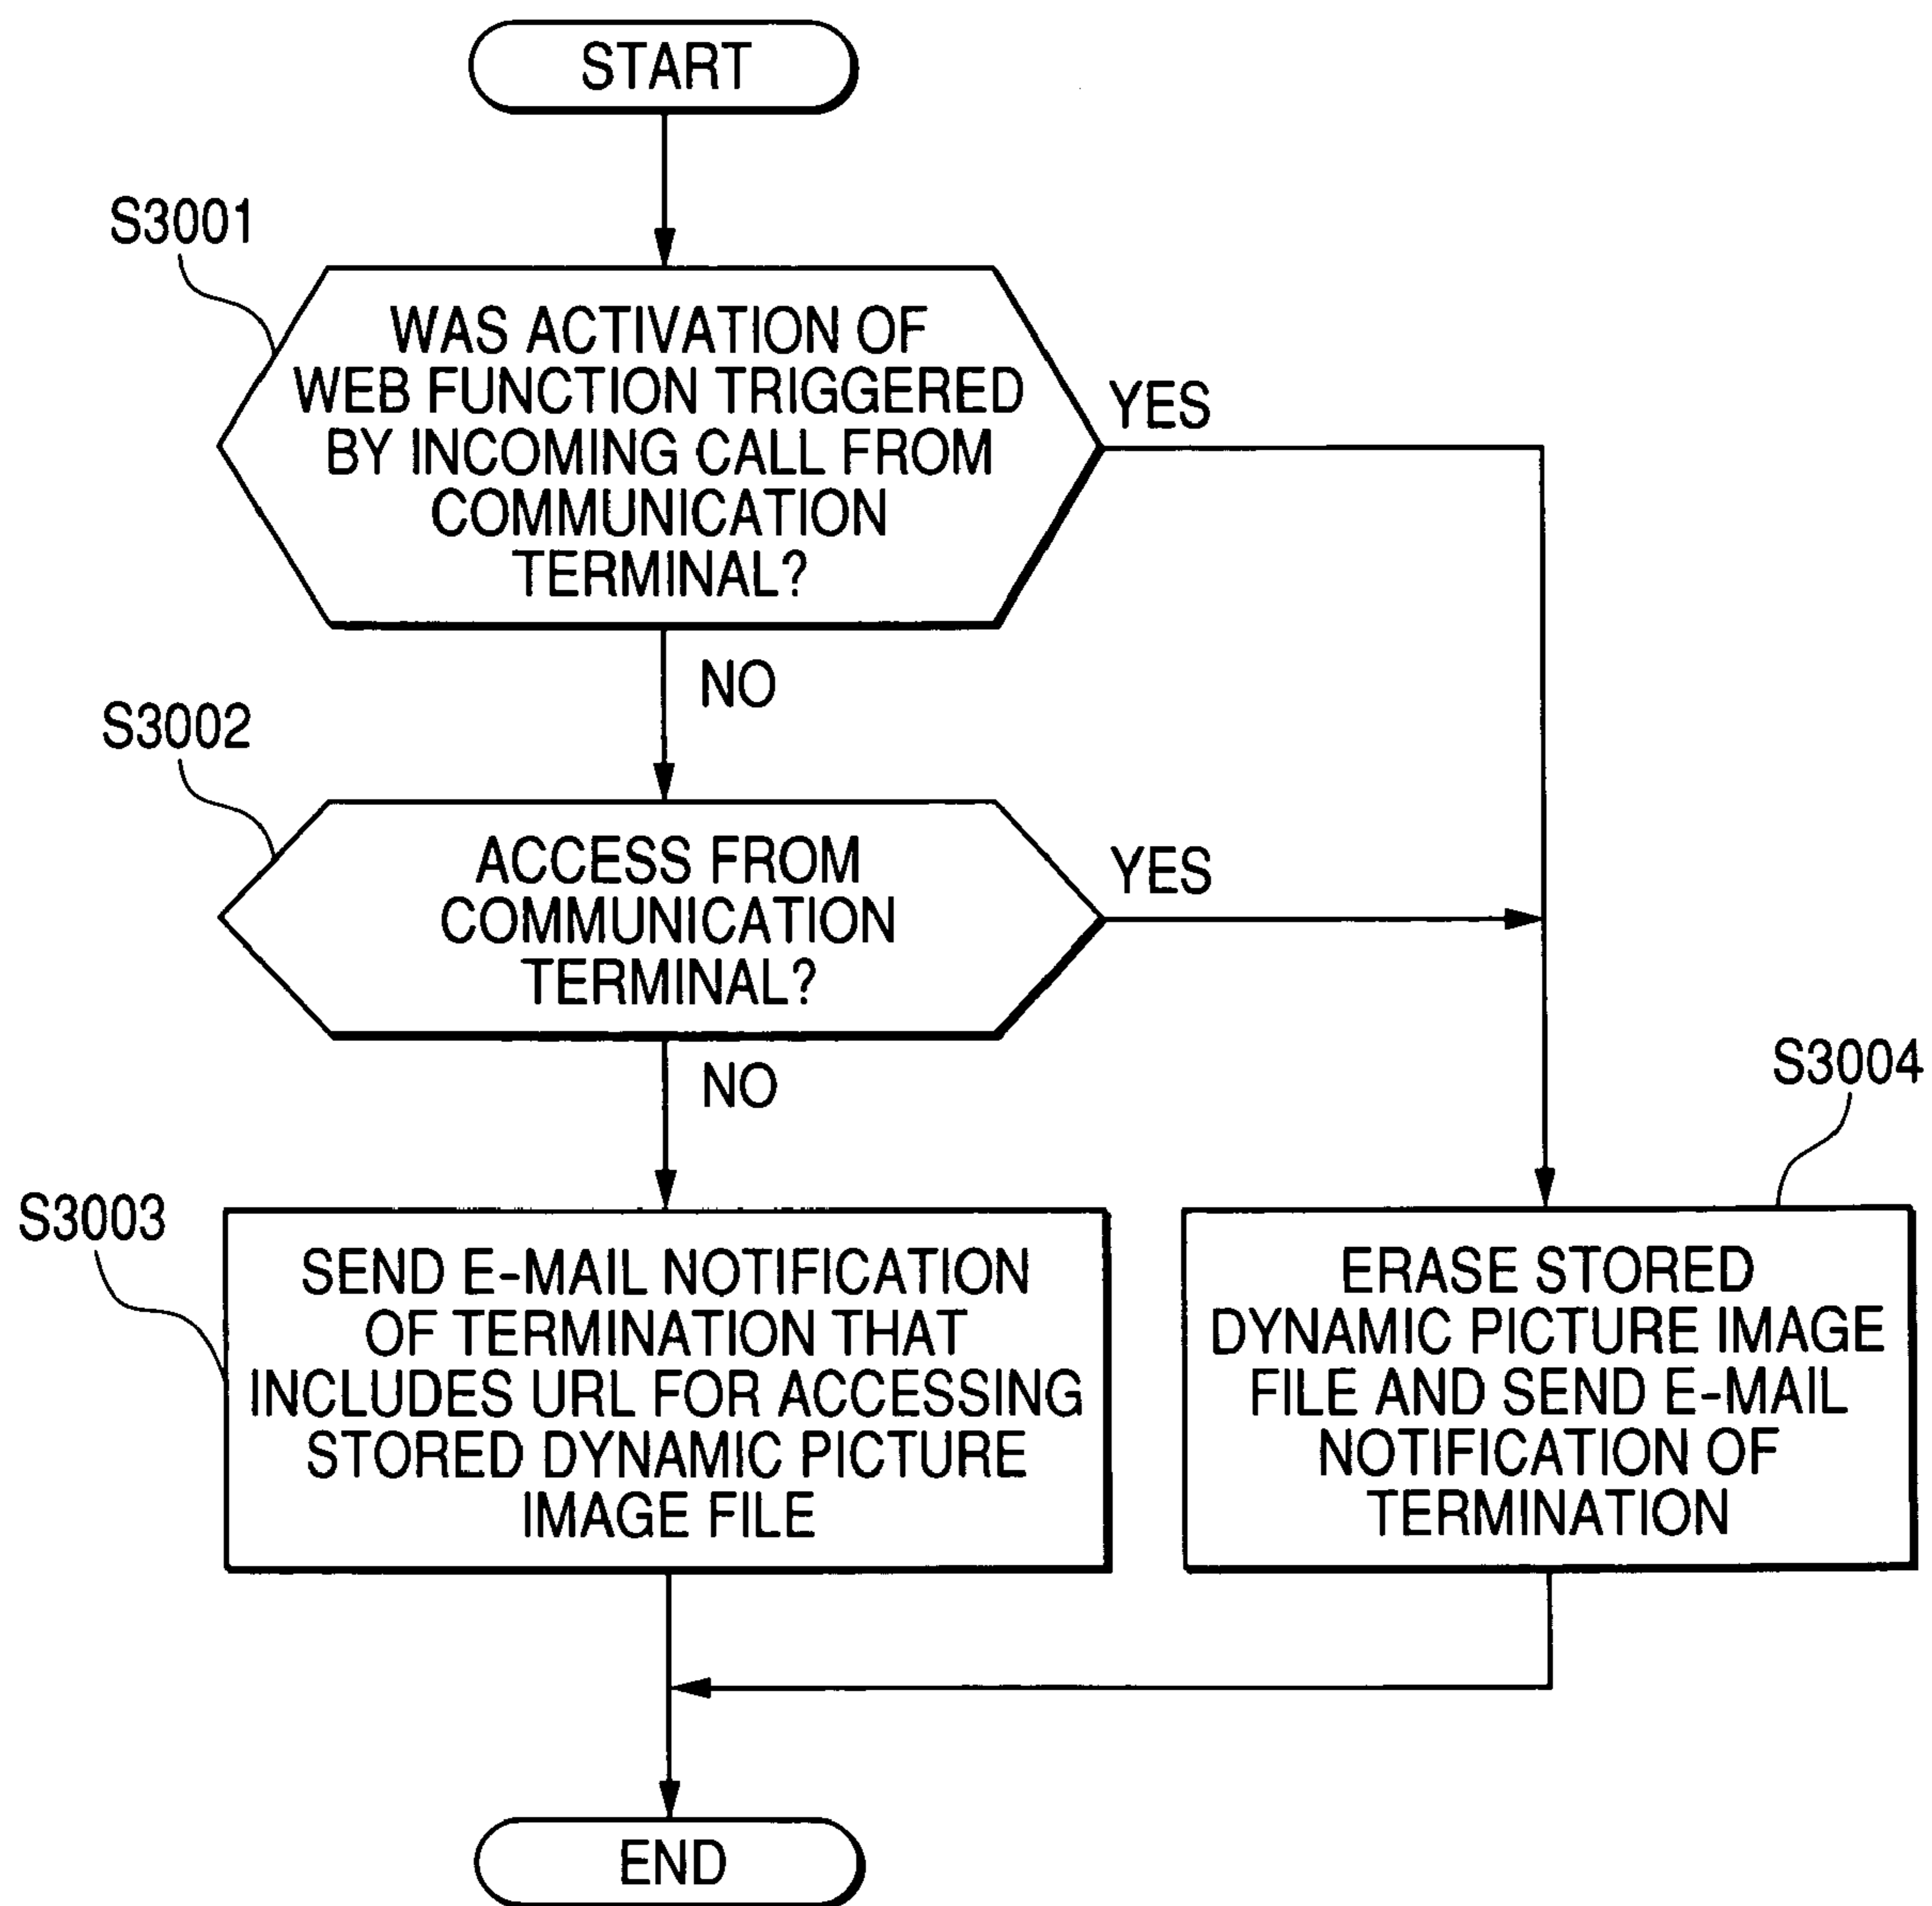 START
S3001
WAS ACTIVATION OF
WEB FUNCTION TRIGGERED
BY INCOMING CALL FROM
COMMUNICATION
TERMINAL?
YES
NO
S3002
ACCESS FROM
COMMUNICATION
TERMINAL?
YES
NO
S3003
SEND E-MAIL NOTIFICATION
OF TERMINATION THAT
INCLUDES URL FOR ACCESSING
STORED DYNAMIC PICTURE
IMAGE FILE
S3004
ERASE STORED
DYNAMIC PICTURE IMAGE
FILE AND SEND E-MAIL
NOTIFICATION OF
TERMINATION
END